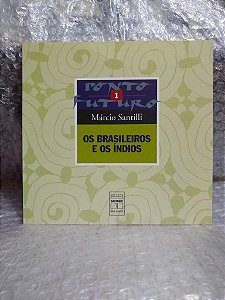 PONTO
1
FUTURO
Márcio Santilli
OS BRASILEIROS
E OS ÍNDIOS